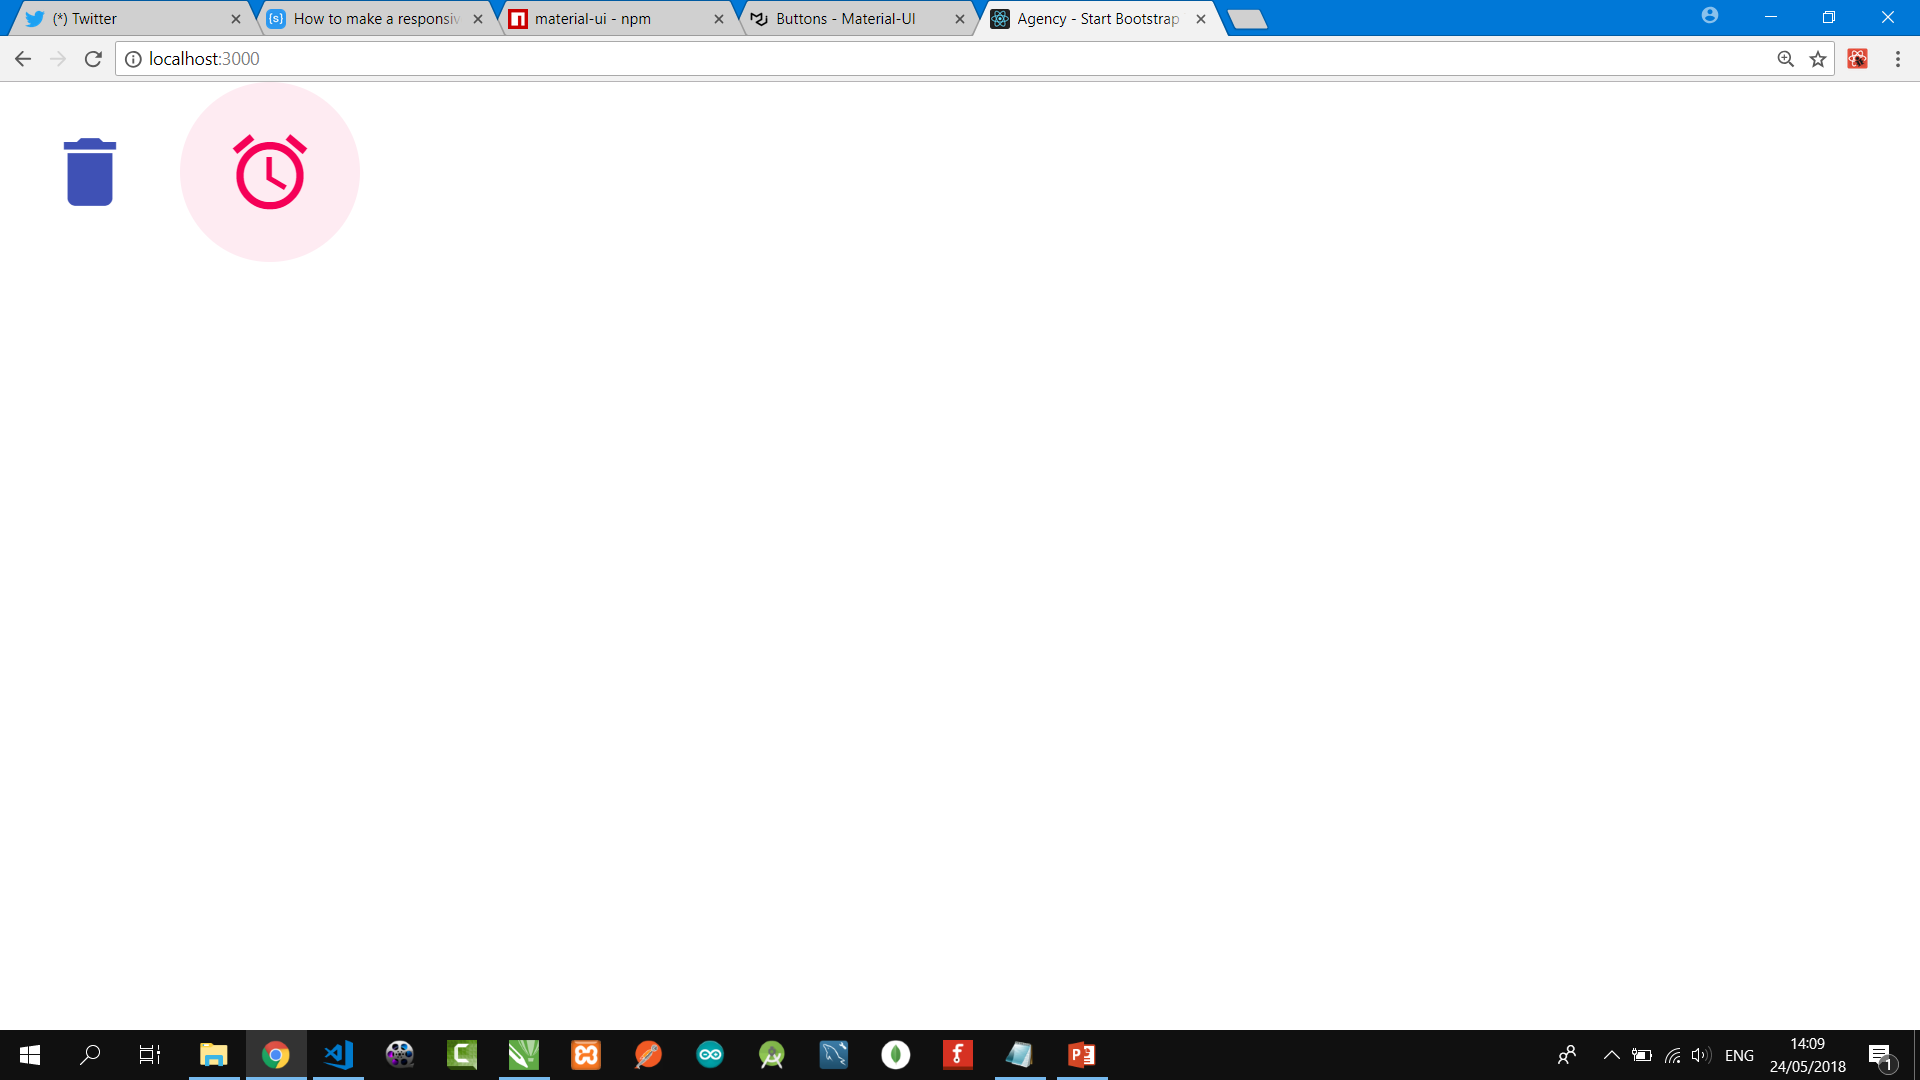 (*) Twitter
How to make a responsiv
material-ui - npm
Buttons - Material-UI
Agency - Start Bootstrap
localhost:3000
ENG
14:09
24/05/2018
1